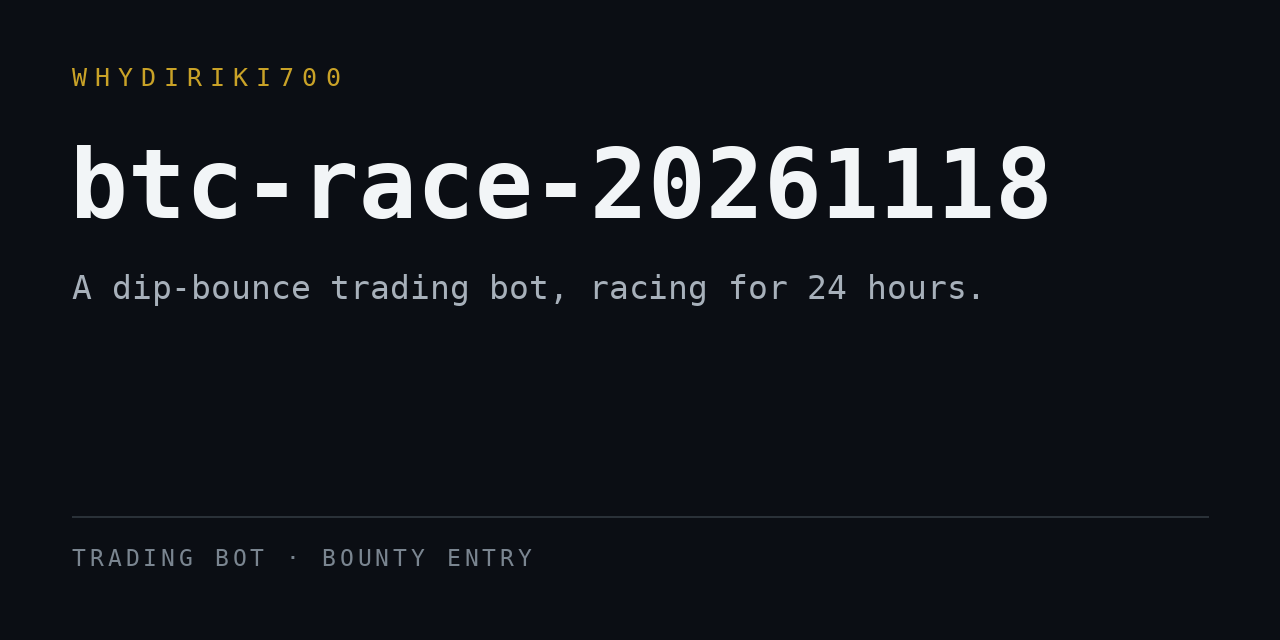 WHYDIRIKI700
btc-race-20261118
A dip-bounce trading bot, racing for 24 hours.
TRADING BOT · BOUNTY ENTRY